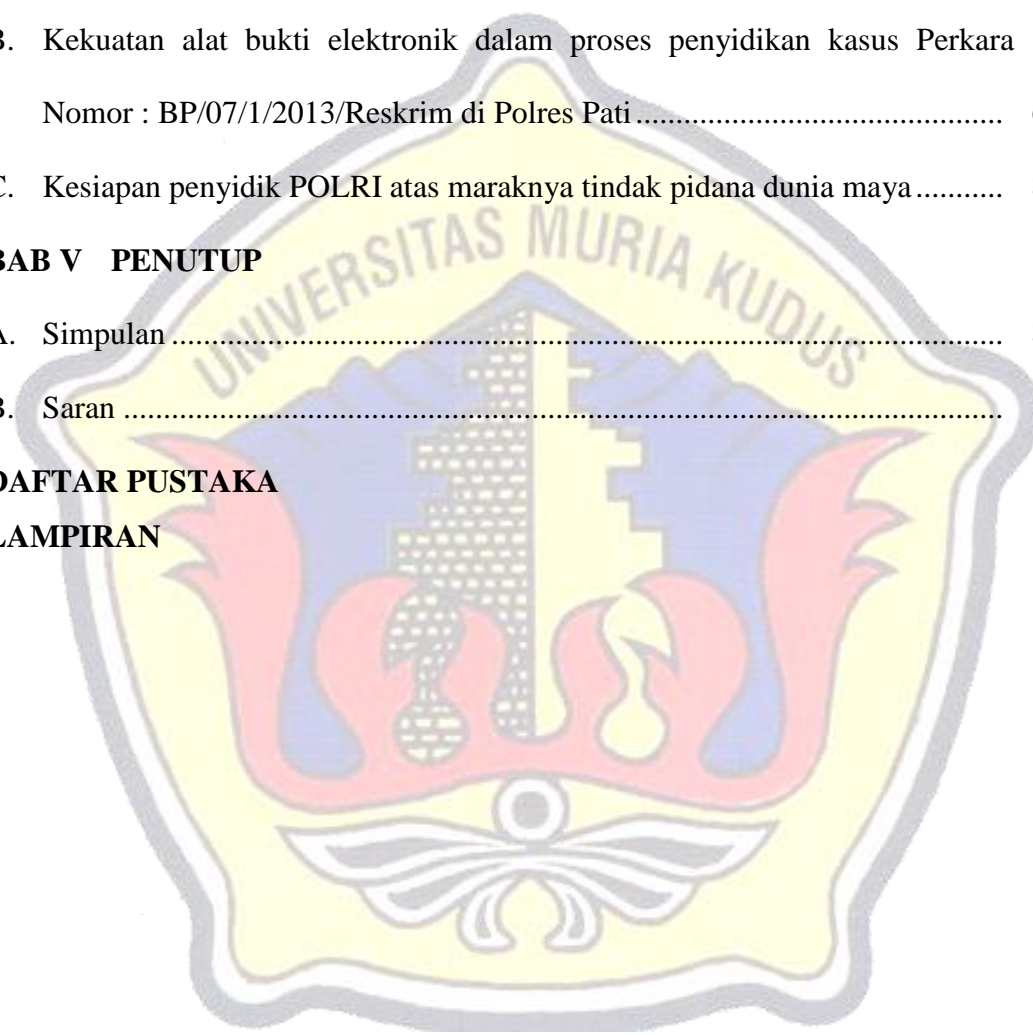 B. Kekuatan alat bukti elektronik dalam proses penyidikan kasus Perkara
Nomor : BP/07/1/2013/Reskrim di Polres Pati ..........................................
C. Kesiapan penyidik POLRI atas maraknya tindak pidana dunia maya ...........
BAB V PENUTUP
UNIVERSITAS MURIA KUDUS
A. Simpulan ................................................................................................
B. Saran ......................................................................................................
DAFTAR PUSTAKA
LAMPIRAN